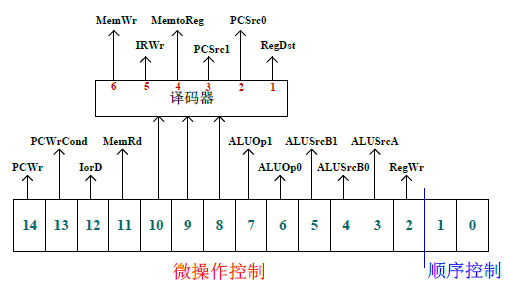 MemWr MemtoReg PCSrc0
IRWr PCSrc1 RegDst
6 5 4 3 2 1
译码器
PCWrCond MemRd ALUOp1 ALUSrcB1 ALUSrcA
PCWr IorD ALUOp0 ALUSrcB0 RegWr
14 13 12 11 10 9 8 7 6 5 4 3 2 1 0
微操作控制 顺序控制